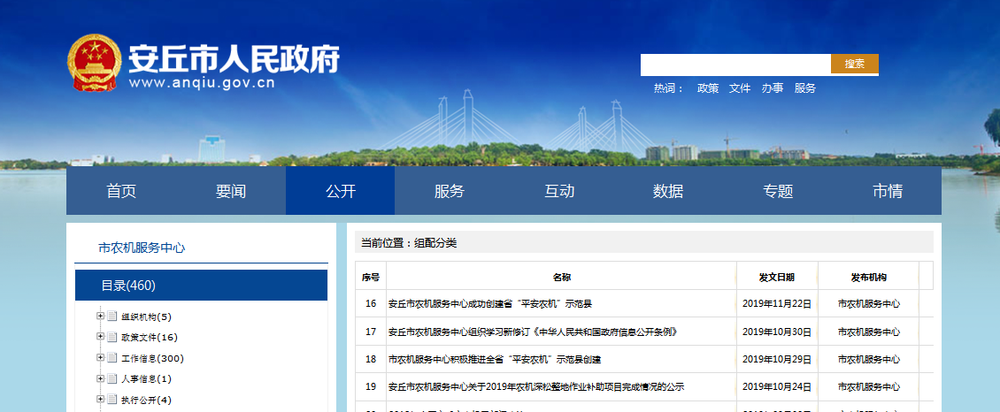 安丘市人民政府
www.anqiu.gov.cn
搜索
热词： 政策 文件 办事 服务
首页 要闻 公开 服务 互动 数据 专题 市情
市农机服务中心
目录(460)
组织机构(5)
政策文件(16)
工作信息(300)
人事信息(1)
执行公开(4)
当前位置：组配分类
序号 名称 发文日期 发布机构
16 安丘市农机服务中心成功创建省“平安农机”示范县 2019年11月22日 市农机服务中心
17 安丘市农机服务中心组织学习新修订《中华人民共和国政府信息公开条例》 2019年10月30日 市农机服务中心
18 市农机服务中心积极推进全省“平安农机”示范县创建 2019年10月29日 市农机服务中心
19 安丘市农机服务中心关于2019年农机深松整地作业补助项目完成情况的公示 2019年10月24日 市农机服务中心